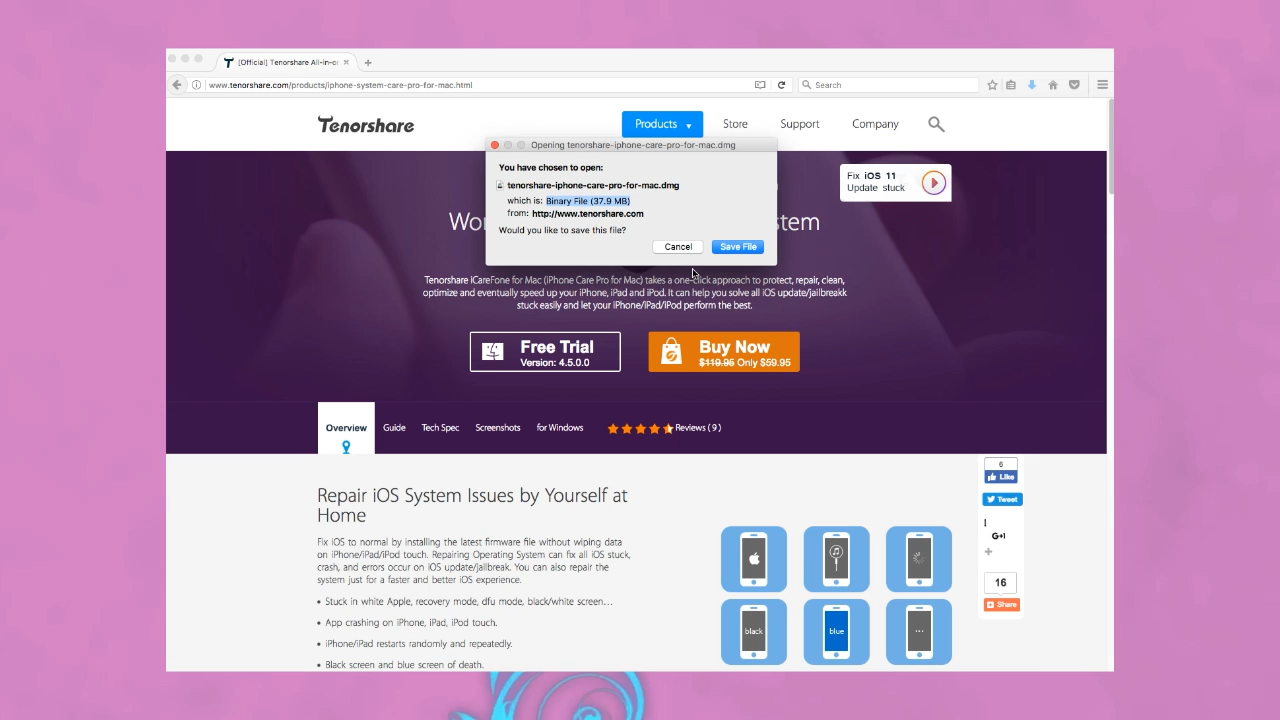 [Official] Tenorshare All-in-o
www.tenorshare.com/products/iphone-system-care-pro-for-mac.html
Search
Tenorshare
Products
Store
Support
Company
Opening tenorshare-iphone-care-pro-for-mac.dmg
You have chosen to open:
tenorshare-iphone-care-pro-for-mac.dmg
which is: Binary File (37.9 MB)
from: http://www.tenorshare.com
Would you like to save this file?
Cancel
Save File
Fix iOS 11
Update stuck
Wo
stem
Tenorshare iCareFone for Mac (iPhone Care Pro for Mac) takes a one-click approach to protect, repair, clean,
optimize and eventually speed up your iPhone, iPad and iPod. It can help you solve all iOS update/jailbreakk
stuck easily and let your iPhone/iPad/iPod perform the best.
Free Trial
Version: 4.5.0.0
Buy Now
$119.95 Only $59.95
Overview
Guide
Tech Spec
Screenshots
for Windows
Reviews ( 9 )
6
Like
Tweet
G+1
16
Share
Repair iOS System Issues by Yourself at
Home
Fix iOS to normal by installing the latest firmware file without wiping data
on iPhone/iPad/iPod touch. Repairing Operating System can fix all iOS stuck,
crash, and errors occur on iOS update/jailbreak. You can also repair the
system just for a faster and better iOS experience.
• Stuck in white Apple, recovery mode, dfu mode, black/white screen…
• App crashing on iPhone, iPad, iPod touch.
• iPhone/iPad restarts randomly and repeatedly.
• Black screen and blue screen of death.
black
blue
...